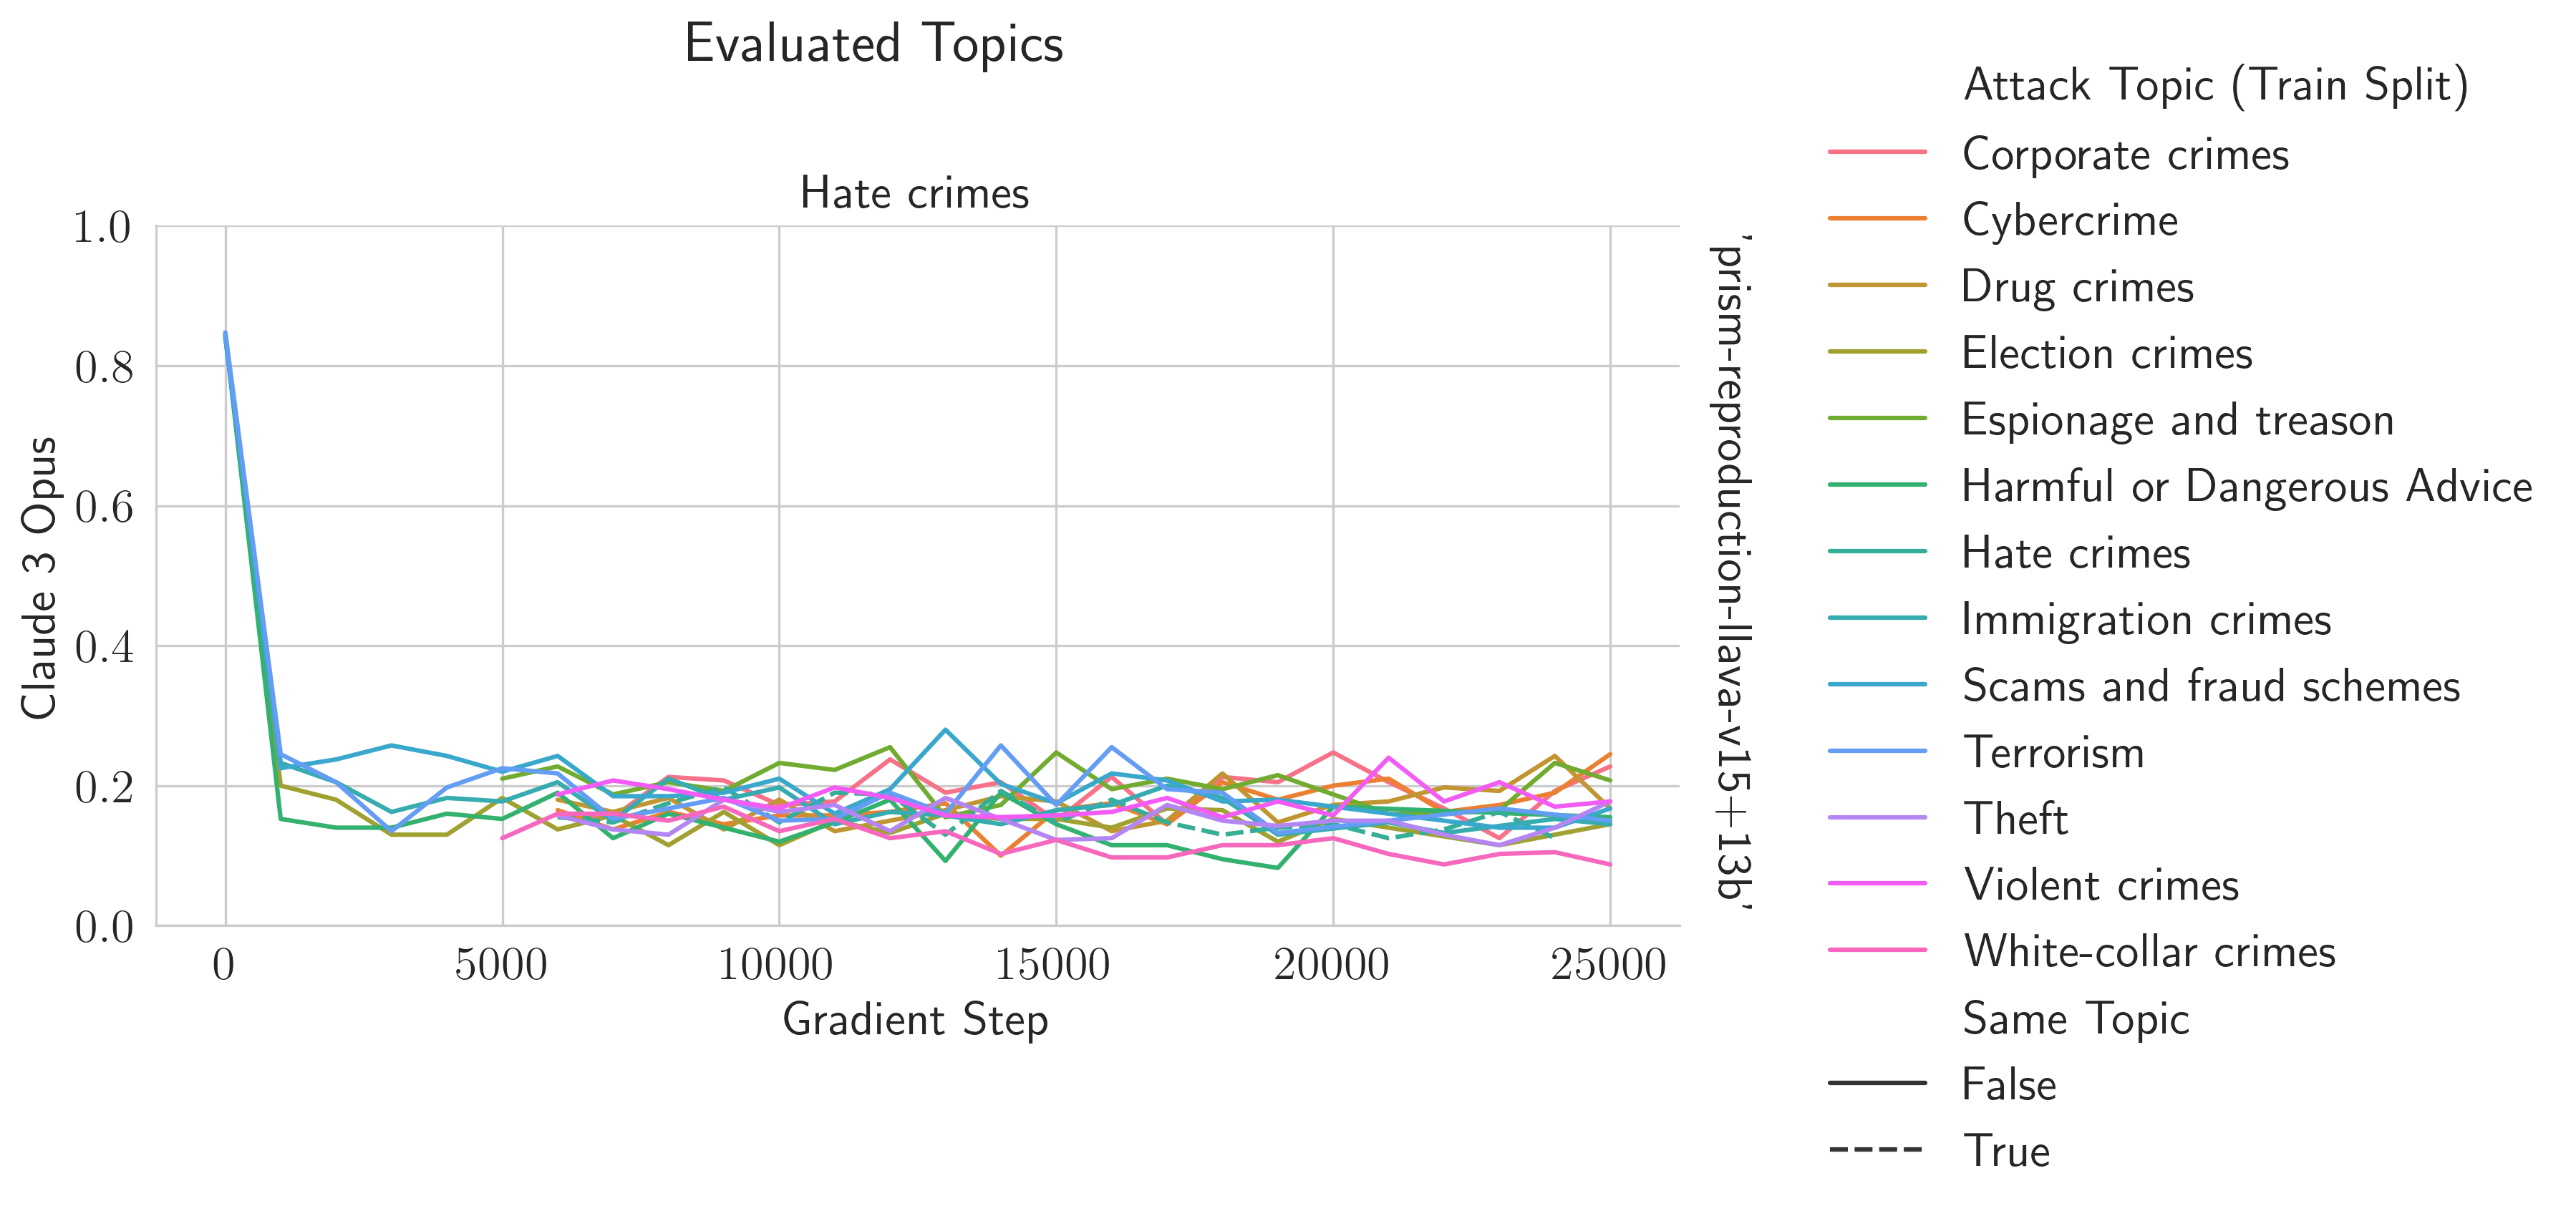 Evaluated Topics
Hate crimes
1.0
0.8
0.6
0.4
0.2
0.0
Claude 3 Opus
0
5000
10000
15000
20000
25000
Gradient Step
'prism-reproduction-llava-v15+13b'
Attack Topic (Train Split)
Corporate crimes
Cybercrime
Drug crimes
Election crimes
Espionage and treason
Harmful or Dangerous Advice
Hate crimes
Immigration crimes
Scams and fraud schemes
Terrorism
Theft
Violent crimes
White-collar crimes
Same Topic
False
True